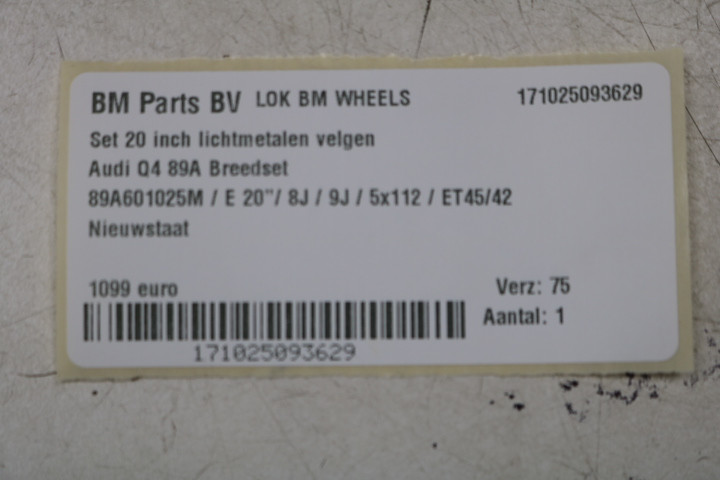 BM Parts BV LOK BM WHEELS 171025093629
Set 20 inch lichtmetalen velgen
Audi Q4 89A Breedset
89A601025M / E 20"/ 8J / 9J / 5x112 / ET45/42
Nieuwstaat
1099 euro Verz: 75
Aantal: 1
171025093629